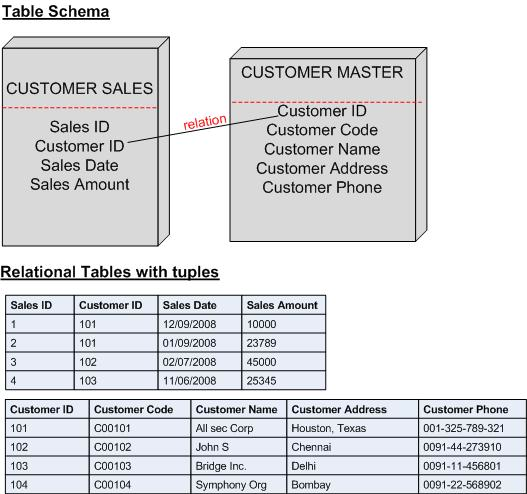 Table Schema
CUSTOMER SALES
Sales ID
Customer ID
Sales Date
Sales Amount
relation
CUSTOMER MASTER
Customer ID
Customer Code
Customer Name
Customer Address
Customer Phone
Relational Tables with tuples
Sales ID Customer ID Sales Date Sales Amount
1 101 12/09/2008 10000
2 101 01/09/2008 23789
3 102 02/07/2008 45000
4 103 11/06/2008 25345
Customer ID Customer Code Customer Name Customer Address Customer Phone
101 C00101 All sec Corp Houston, Texas 001-325-789-321
102 C00102 John S Chennai 0091-44-273910
103 C00103 Bridge Inc. Delhi 0091-11-456801
104 C00104 Symphony Org Bombay 0091-22-568902